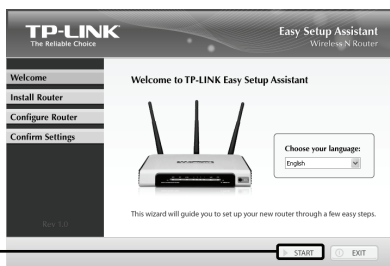 TP-LINK
The Reliable Choice
Easy Setup Assistant
Wireless N Router
Welcome
Install Router
Configure Router
Confirm Settings
Welcome to TP-LINK Easy Setup Assistant
Choose your language:
English
This wizard will guide you to set up your new router through a few easy steps.
Rev 1.0
START
EXIT